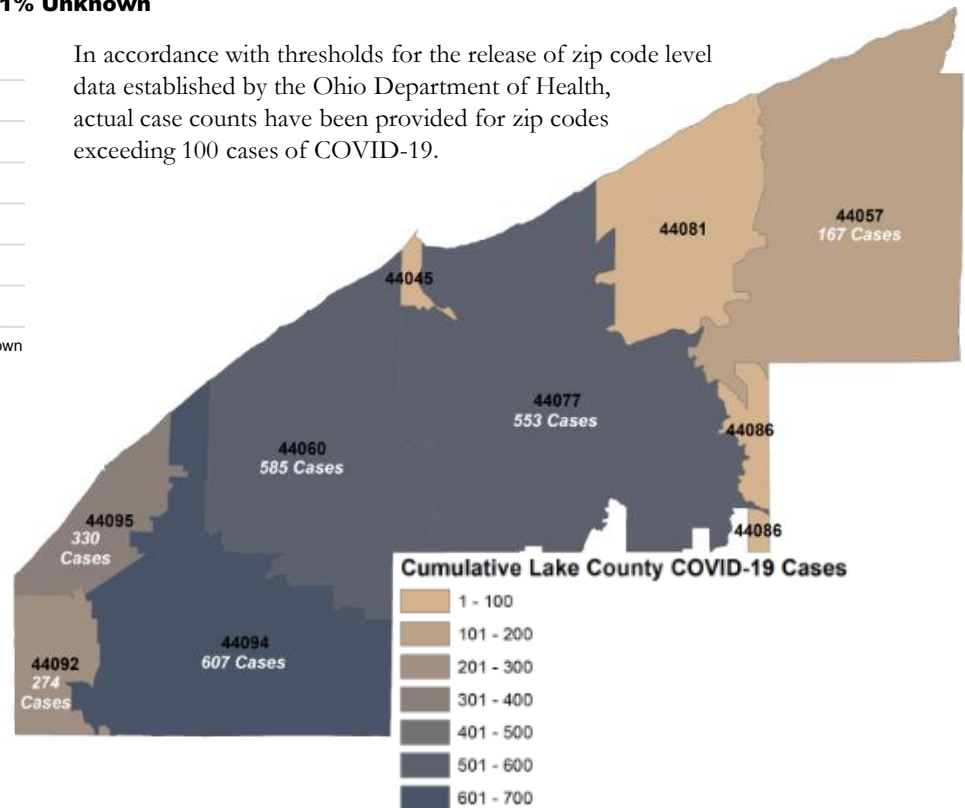 1% Unknown
In accordance with thresholds for the release of zip code level
data established by the Ohio Department of Health,
actual case counts have been provided for zip codes
exceeding 100 cases of COVID-19.
44057
167 Cases
44081
44045
own
44077
553 Cases
44086
44060
585 Cases
44095
330
Cases
44086
44094
607 Cases
44092
274
Cases
Cumulative Lake County COVID-19 Cases
1 - 100
101 - 200
201 - 300
301 - 400
401 - 500
501 - 600
601 - 700